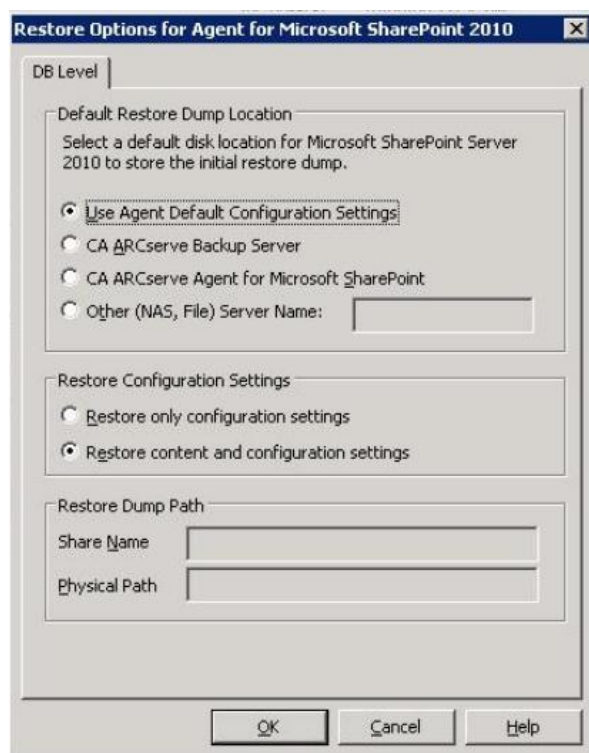 Restore Options for Agent for Microsoft SharePoint 2010
DB Level
Default Restore Dump Location
Select a default disk location for Microsoft SharePoint Server
2010 to store the initial restore dump.
Use Agent Default Configuration Settings
CA ARCserve Backup Server
CA ARCserve Agent for Microsoft SharePoint
Other (NAS, File) Server Name:
Restore Configuration Settings
Restore only configuration settings
Restore content and configuration settings
Restore Dump Path
Share Name
Physical Path
OK Cancel Help